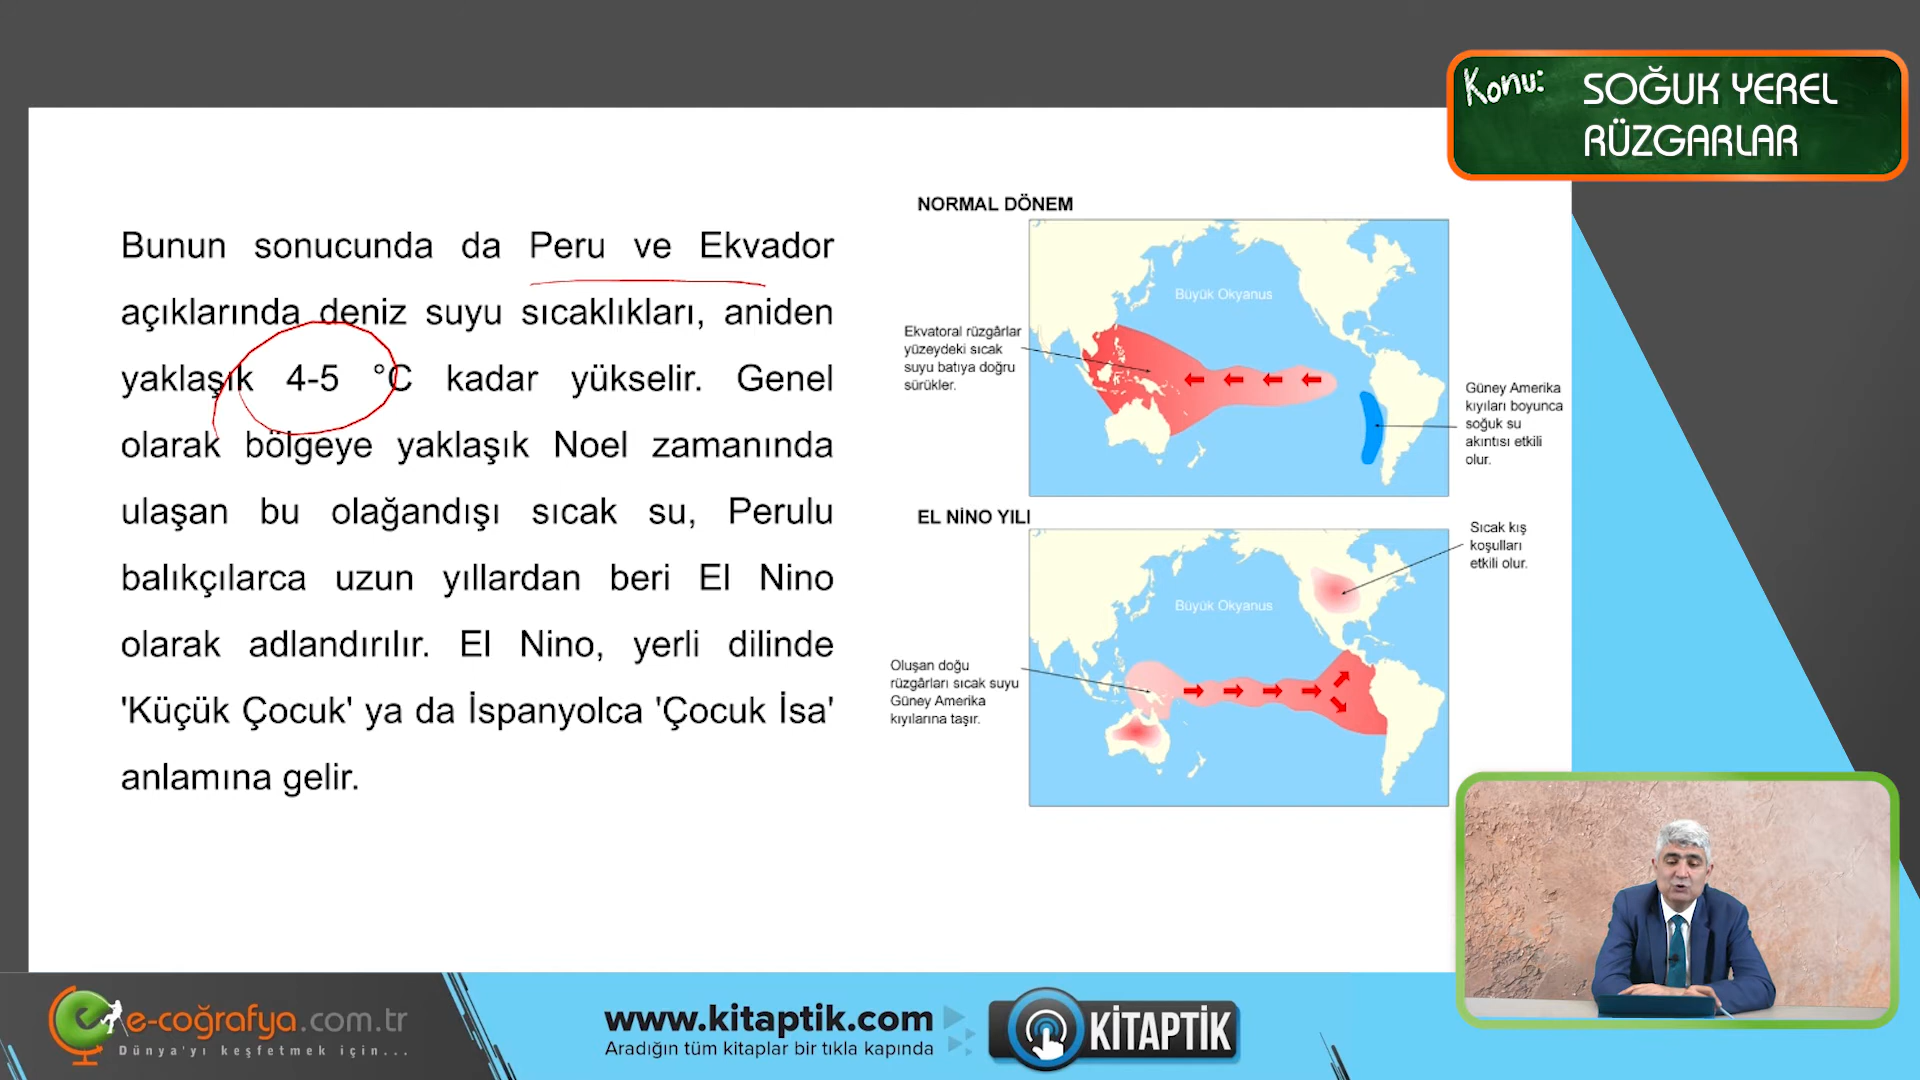 Konu: SOĞUK YEREL
RÜZGARLAR
Bunun sonucunda da Peru ve Ekvador
açıklarında deniz suyu sıcaklıkları, aniden
yaklaşık 4-5 °C kadar yükselir. Genel
olarak bölgeye yaklaşık Noel zamanında
ulaşan bu olağandışı sıcak su, Perulu
balıkçılarca uzun yıllardan beri El Nino
olarak adlandırılır. El Nino, yerli dilinde
'Küçük Çocuk' ya da İspanyolca 'Çocuk İsa'
anlamına gelir.
NORMAL DÖNEM
Büyük Okyanus
Ekvatoral rüzgârlar
yüzeydeki sıcak
suyu batıya doğru
sürükler.
Güney Amerika
kıyıları boyunca
soğuk su
akıntısı etkili
olur.
EL NİNO YILI
Sıcak kış
koşulları
etkili olur.
Büyük Okyanus
Oluşan doğu
rüzgârları sıcak suyu
Güney Amerika
kıyılarına taşır.
e-coğrafya.com.tr
Dünya'yı keşfetmek için...
www.kitaptik.com
Aradığın tüm kitaplar bir tıkla kapında
KİTAPTIK